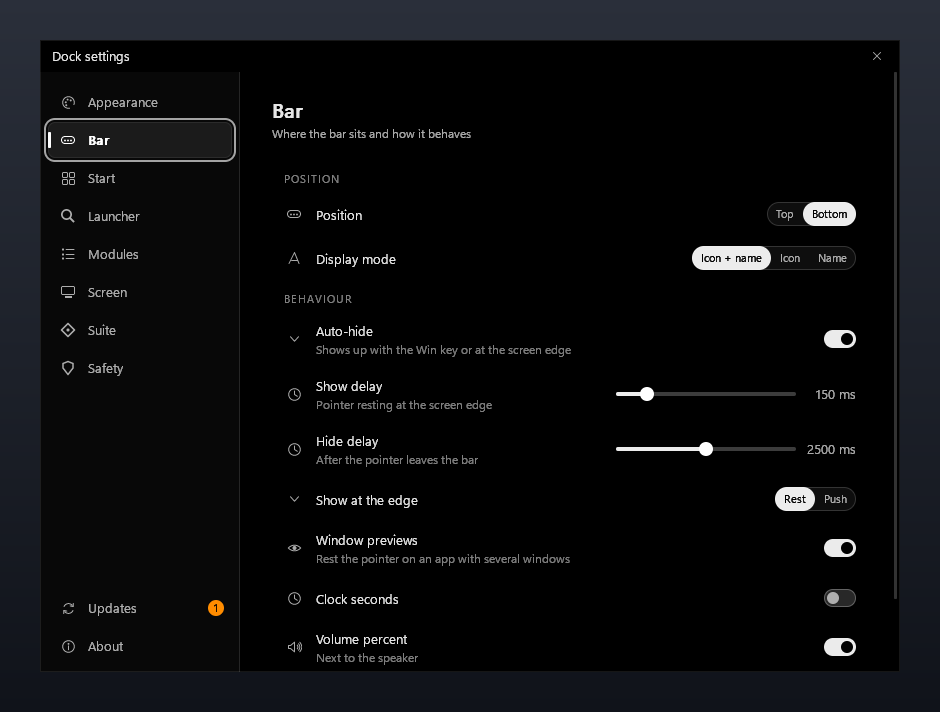 Dock settings
Appearance
Bar
Start
Launcher
Modules
Screen
Suite
Safety
Updates
1
About
Bar
Where the bar sits and how it behaves
POSITION
Position
Top
Bottom
Display mode
Icon + name
Icon
Name
BEHAVIOUR
Auto-hide
Shows up with the Win key or at the screen edge
Show delay
Pointer resting at the screen edge
150 ms
Hide delay
After the pointer leaves the bar
2500 ms
Show at the edge
Rest
Push
Window previews
Rest the pointer on an app with several windows
Clock seconds
Volume percent
Next to the speaker